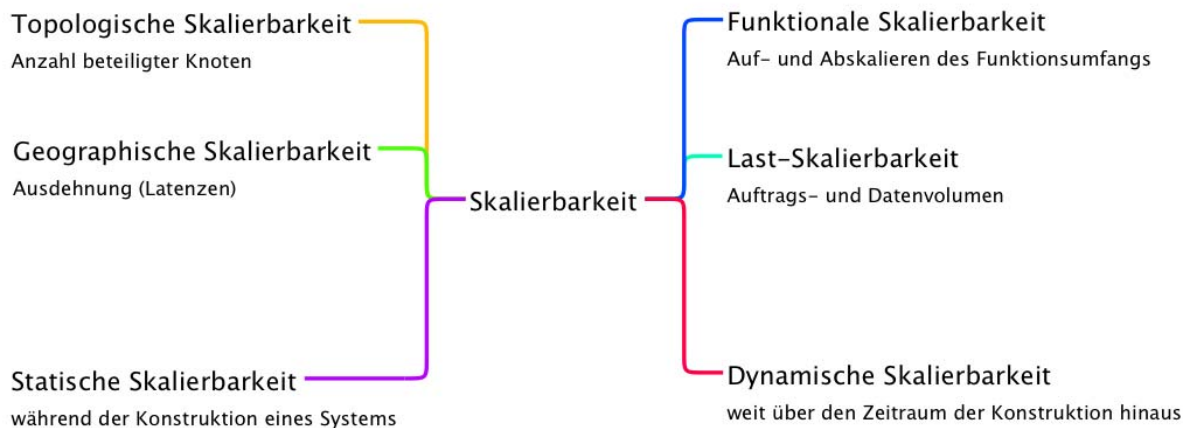 Topologische Skalierbarkeit
Anzahl beteiligter Knoten
Geographische Skalierbarkeit
Ausdehnung (Latenzen)
Statische Skalierbarkeit
während der Konstruktion eines Systems
Skalierbarkeit
Funktionale Skalierbarkeit
Auf- und Abskalieren des Funktionsumfangs
Last-Skalierbarkeit
Auftrags- und Datenvolumen
Dynamische Skalierbarkeit
weit über den Zeitraum der Konstruktion hinaus